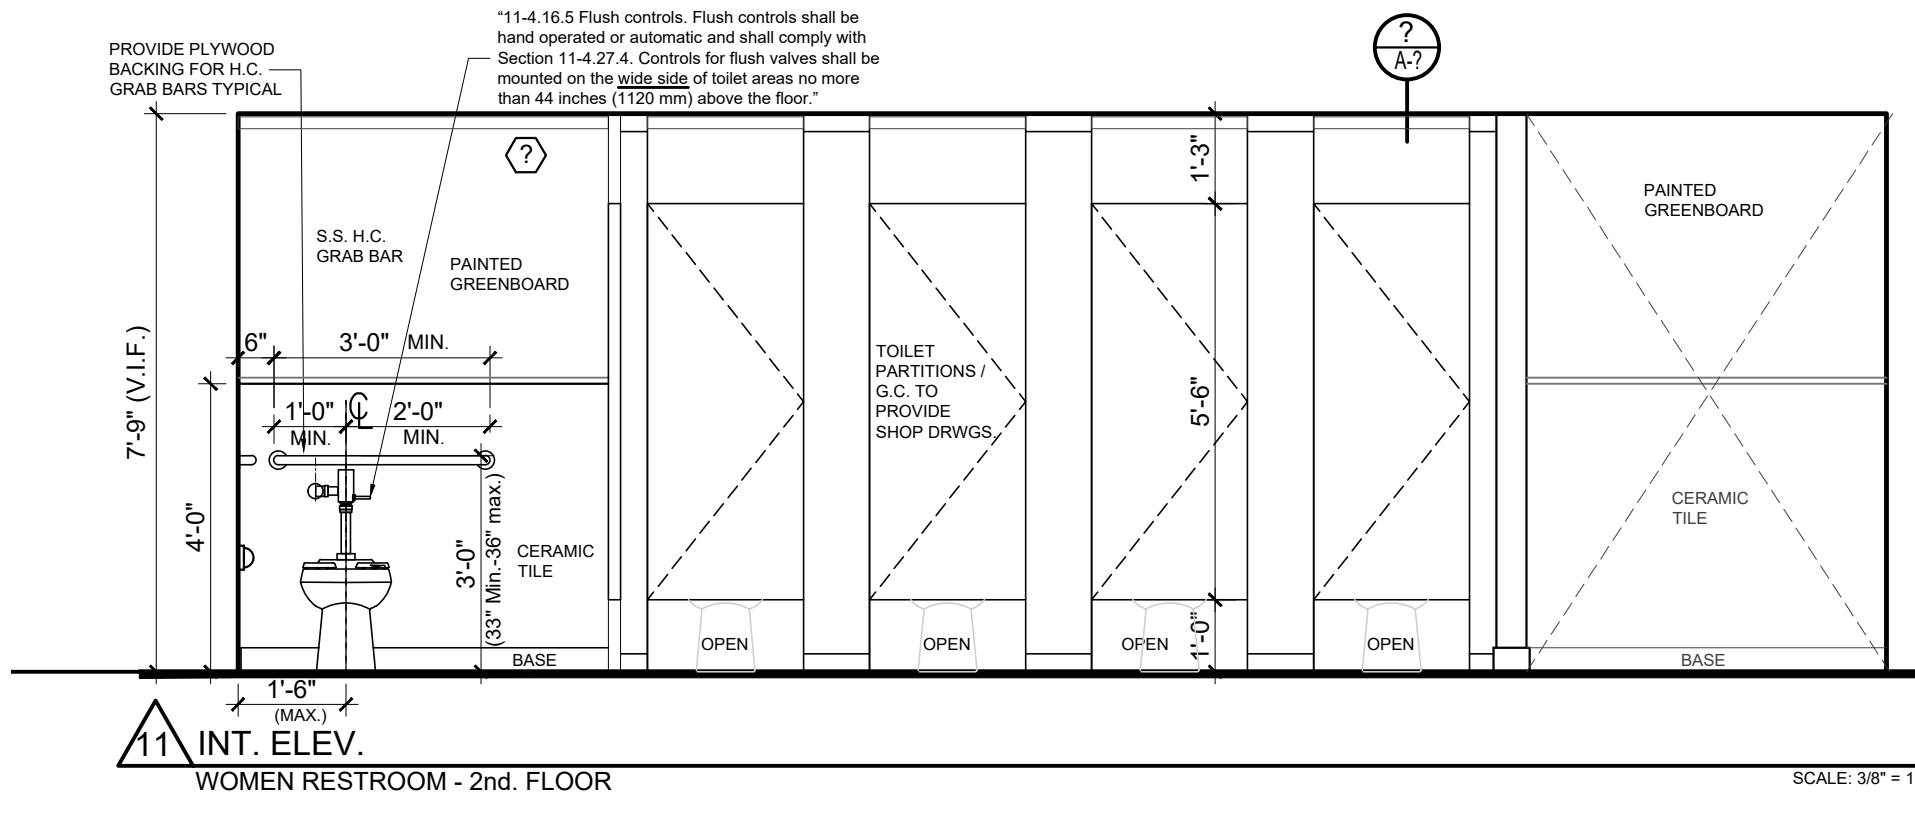 "11-4.16.5 Flush controls. Flush controls shall be
hand operated or automatic and shall comply with
Section 11-4.27.4. Controls for flush valves shall be
mounted on the wide side of toilet areas no more
than 44 inches (1120 mm) above the floor."
PROVIDE PLYWOOD
BACKING FOR H.C.
GRAB BARS TYPICAL
?
A-?
?
S.S. H.C.
GRAB BAR
PAINTED
GREENBOARD
PAINTED
GREENBOARD
1'-3"
7'-9" (V.I.F.)
6"
3'-0" MIN.
1'-0"
MIN.
CL
2'-0"
MIN.
TOILET
PARTITIONS /
G.C. TO
PROVIDE
SHOP DRWGS.
5'-6"
4'-0"
3'-0"
(33" Min.-36" max.)
CERAMIC
TILE
CERAMIC
TILE
OPEN
OPEN
OPEN
OPEN
1'-0"
BASE
BASE
1'-6"
(MAX.)
11
INT. ELEV.
WOMEN RESTROOM - 2nd. FLOOR
SCALE: 3/8" = 1